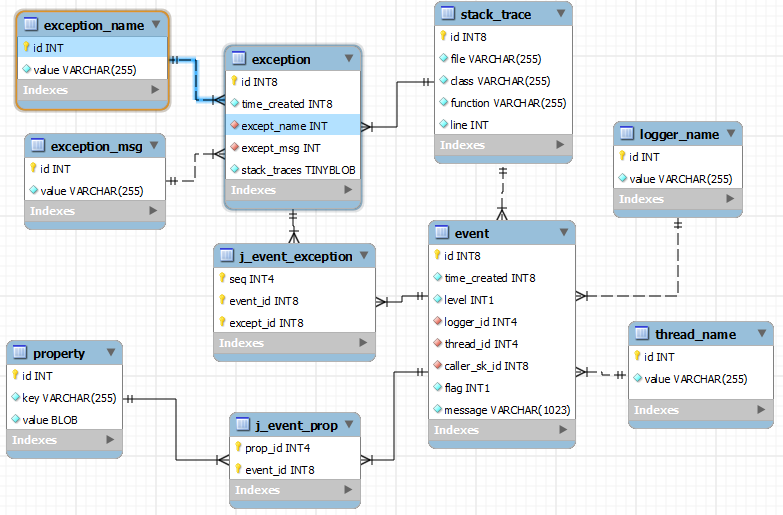 exception_name
id INT
value VARCHAR(255)
Indexes
exception
id INT8
time_created INT8
except_name INT
except_msg INT
stack_traces TINYBLOB
Indexes
stack_trace
id INT8
file VARCHAR(255)
class VARCHAR(255)
function VARCHAR(255)
line INT
Indexes
exception_msg
id INT
value VARCHAR(255)
Indexes
logger_name
id INT
value VARCHAR(255)
Indexes
j_event_exception
seq INT4
event_id INT8
except_id INT8
Indexes
event
id INT8
time_created INT8
level INT1
logger_id INT4
thread_id INT4
caller_sk_id INT8
flag INT1
message VARCHAR(1023)
Indexes
thread_name
id INT
value VARCHAR(255)
Indexes
property
id INT
key VARCHAR(255)
value BLOB
Indexes
j_event_prop
prop_id INT4
event_id INT8
Indexes